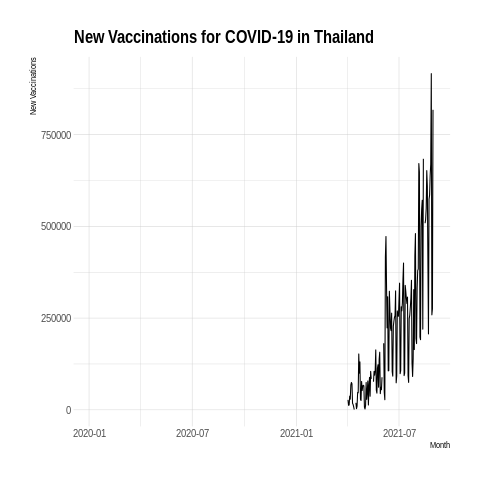 New Vaccinations for COVID-19 in Thailand
New Vaccinations
750000
500000
250000
0
2020-01 2020-07 2021-01 2021-07
Month